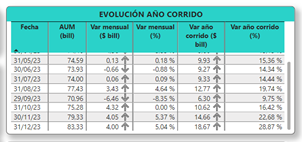 EVOLUCIÓN AÑO CORRIDO
Fecha AUM (bill) Var mensual ($ bill) Var mensual (%) Var año corrido ($ bill) Var año corrido (%)
31/05/23 74.59 0.13 0.18 % 9.93 15.36 %
30/06/23 73.93 -0.66 -0.88 % 9.27 14.34 %
31/07/23 74.00 0.06 0.09 % 9.33 14.44 %
31/08/23 77.43 3.43 4.64 % 12.77 19.74 %
29/09/23 70.96 -6.46 -8.35 % 6.30 9.75 %
31/10/23 75.28 4.32 0.00 % 10.62 16.42 %
30/11/23 79.33 4.05 5.37 % 14.66 22.68 %
31/12/23 83.33 4.00 5.04 % 18.67 28.87 %